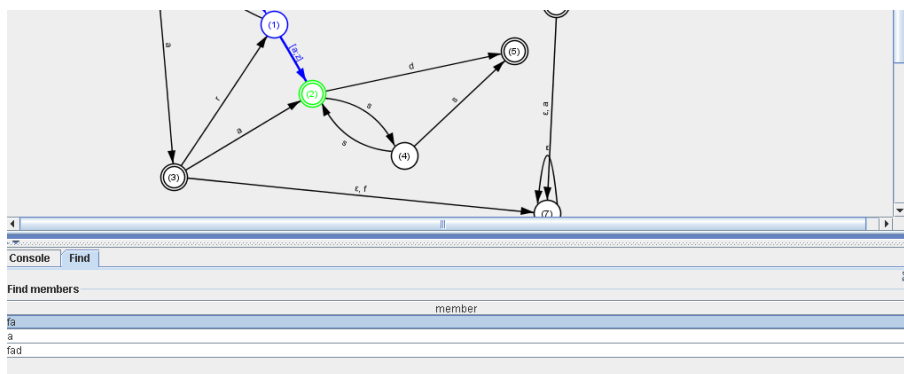 (1)
[a-z]
e
(5)
d
(2)
s
r
a
s
ε, a
s
(4)
ε
(3)
ε, f
(7)
Console Find
Find members
member
fa
a
fad